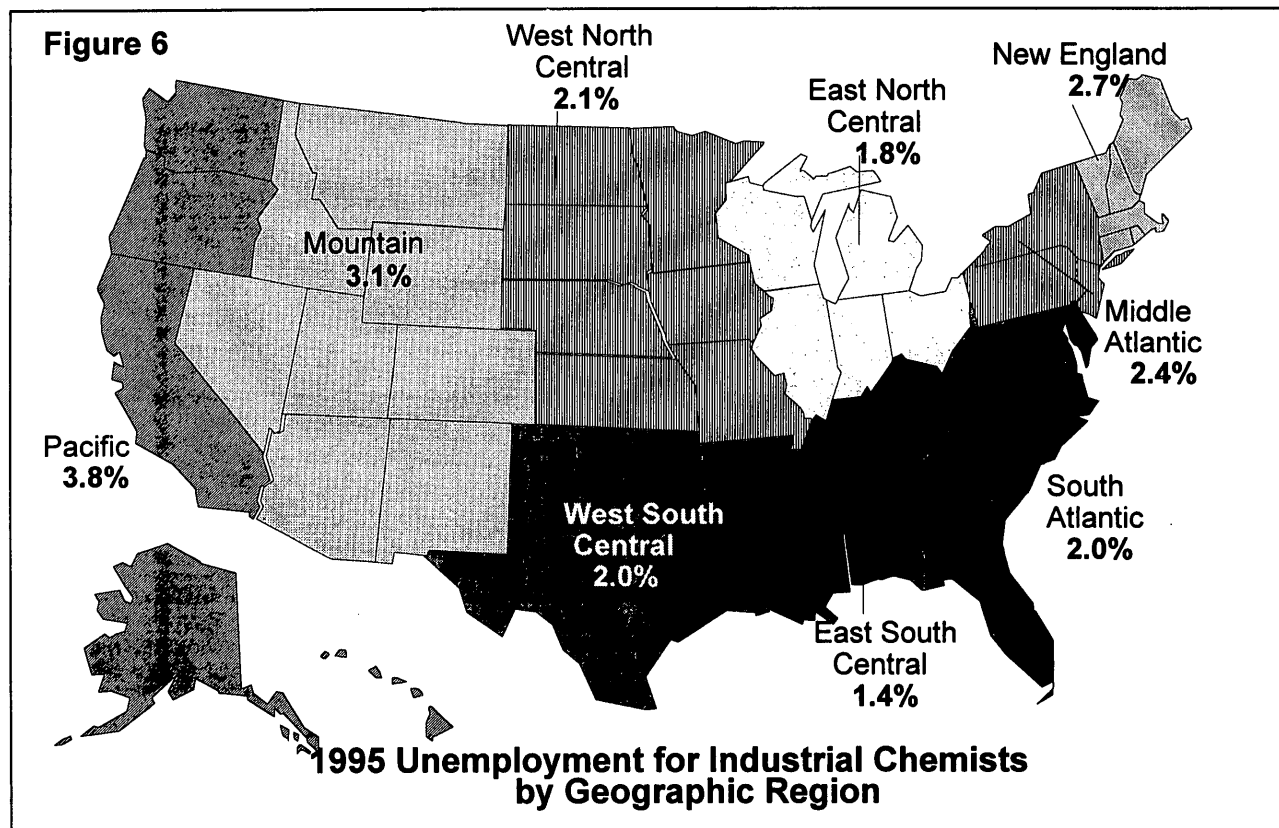 Figure 6
West North
Central
2.1%
New England
2.7%
East North
Central
1.8%
Mountain
3.1%
Middle
Atlantic
2.4%
Pacific
3.8%
West South
Central
2.0%
South
Atlantic
2.0%
East South
Central
1.4%
1995 Unemployment for Industrial Chemists
by Geographic Region